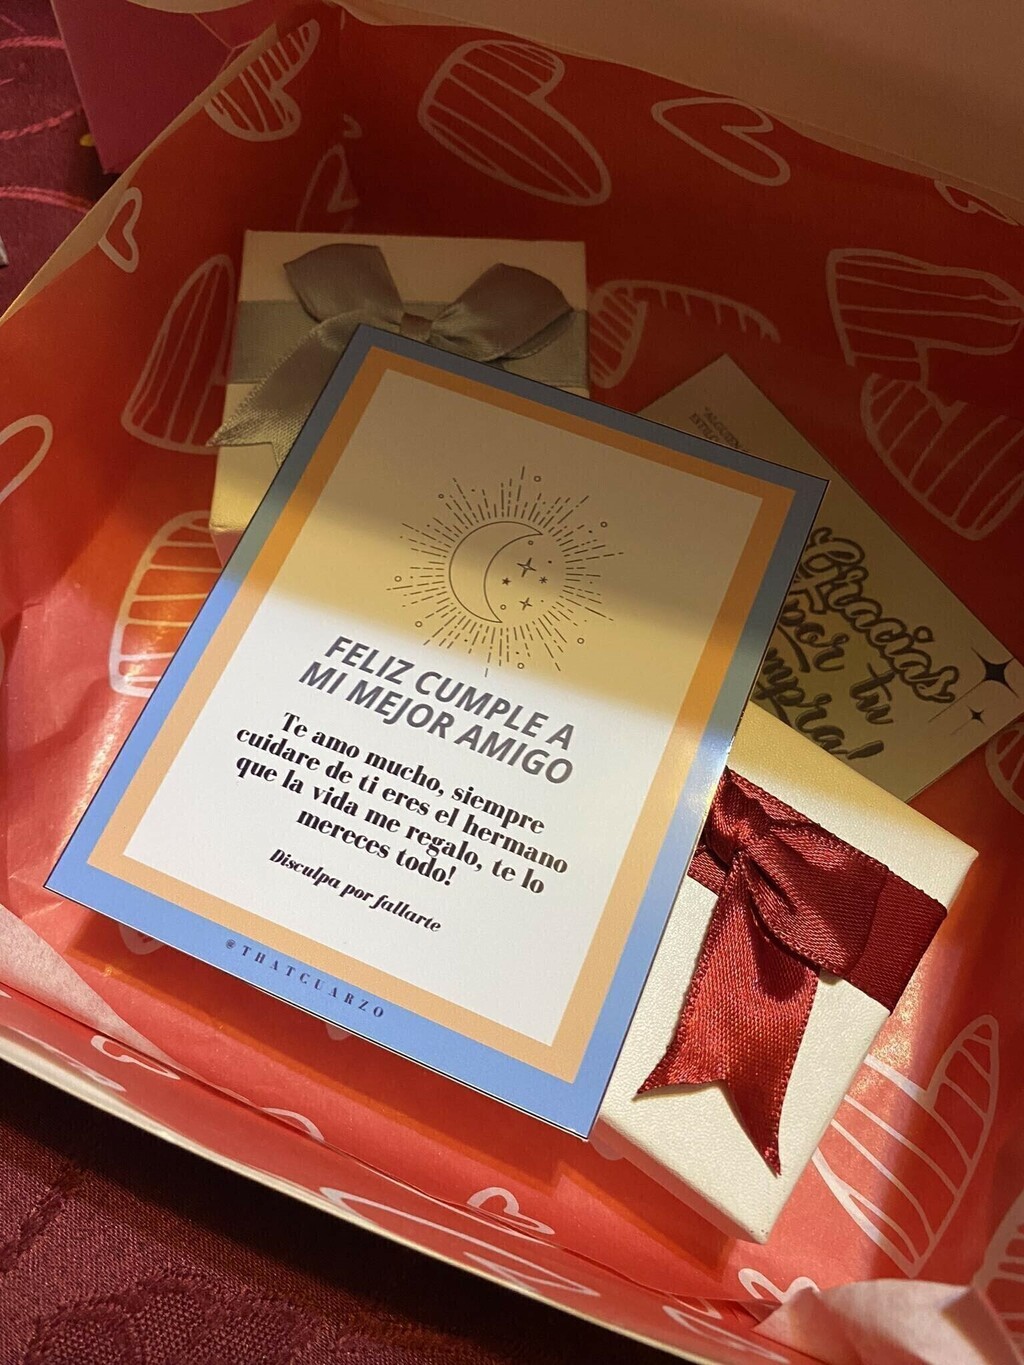 FELIZ CUMPLE A
MI MEJOR AMIGO
Te amo mucho, siempre
cuidare de ti eres el hermano
que la vida me regalo, te lo
mereces todo!
Disculpa por fallarte
@THATCUARZO
"ALGUIEN
Gracias
por tu